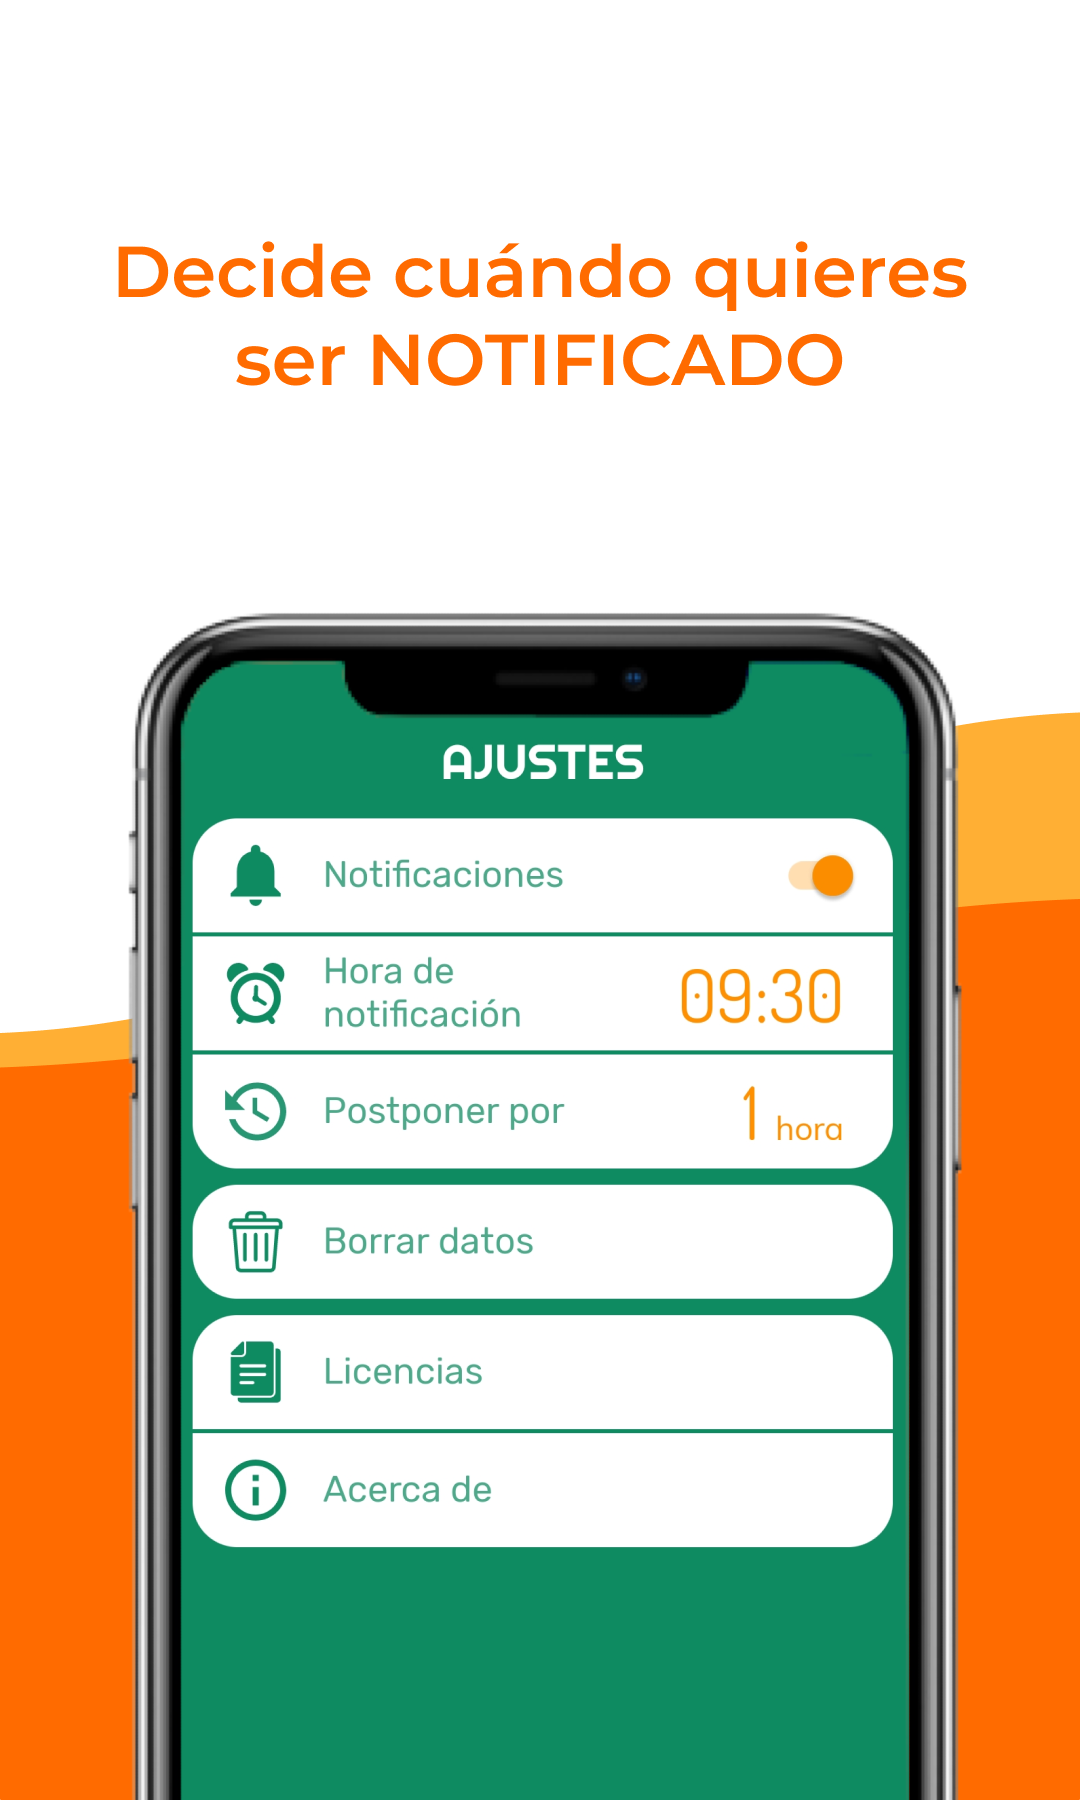 Decide cuándo quieres
ser NOTIFICADO
AJUSTES
Notificaciones
Hora de
notificación
09:30
Postponer por
1 hora
Borrar datos
Licencias
Acerca de